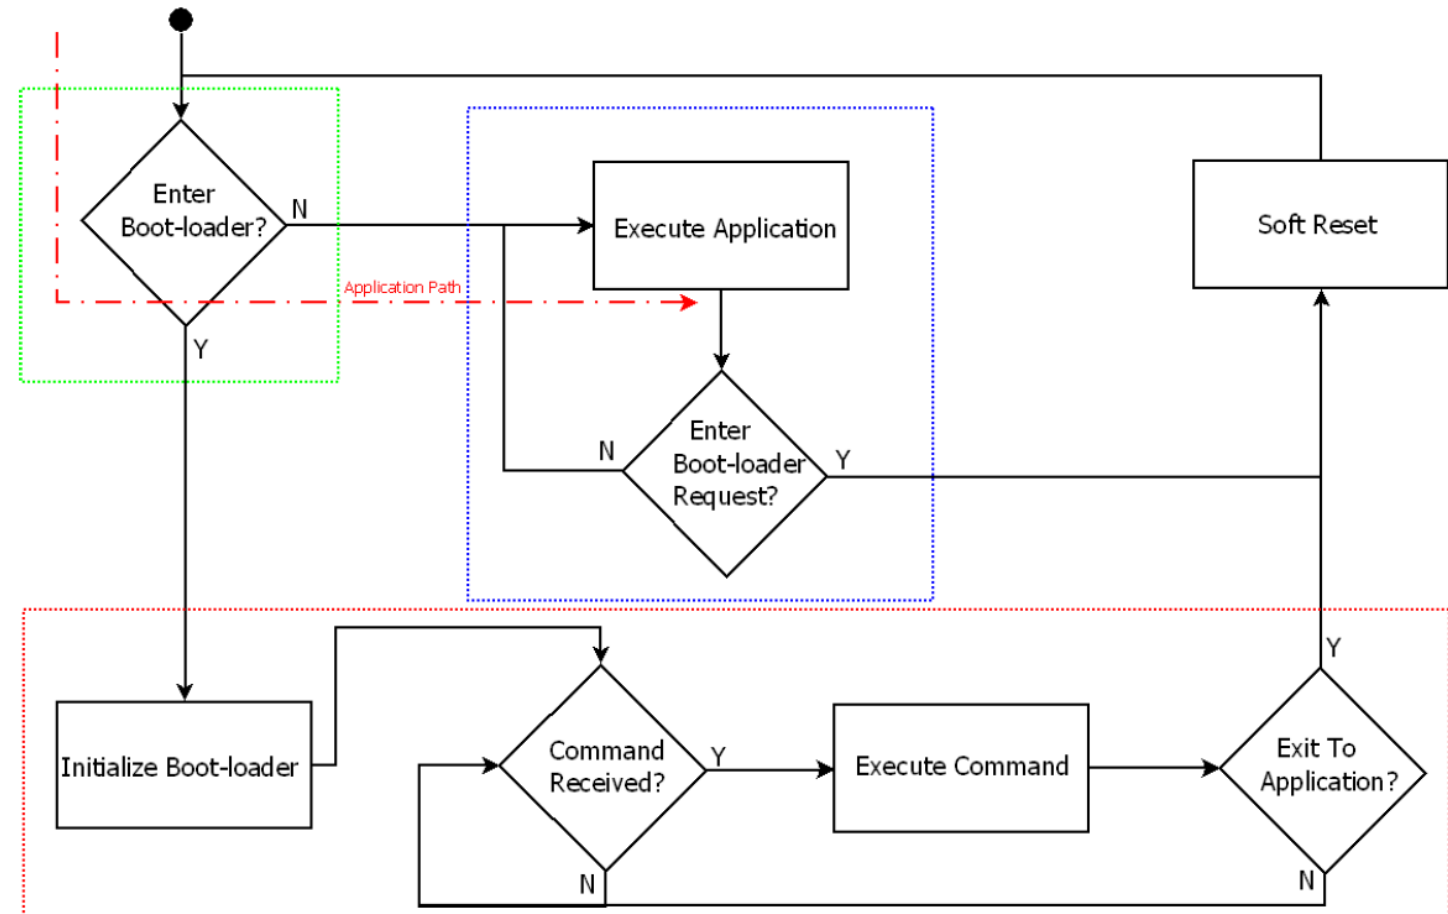 Enter
Boot-loader?
N
Y
Application Path
Execute Application
Soft Reset
Enter
Boot-loader
Request?
N
Y
Initialize Boot-loader
Command
Received?
Y
N
Execute Command
Exit To
Application?
Y
N